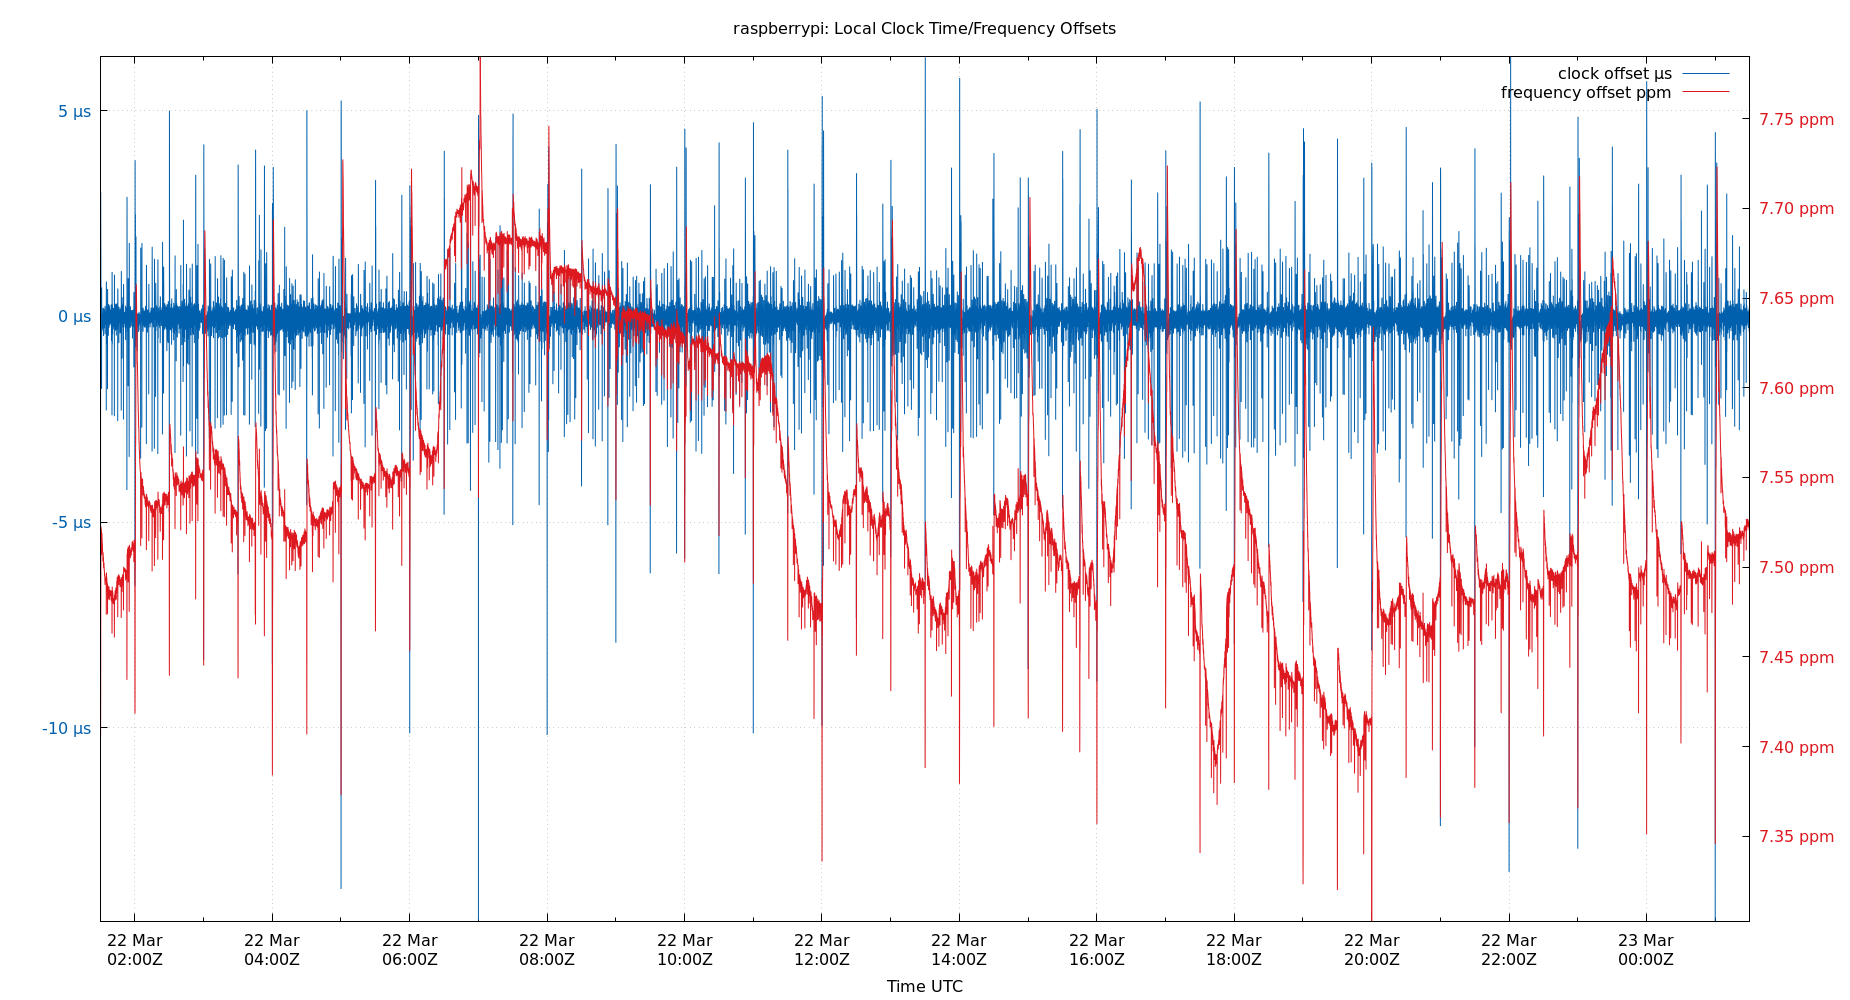 raspberrypi: Local Clock Time/Frequency Offsets
clock offset µs
frequency offset ppm
5 µs
0 µs
-5 µs
-10 µs
7.75 ppm
7.70 ppm
7.65 ppm
7.60 ppm
7.55 ppm
7.50 ppm
7.45 ppm
7.40 ppm
7.35 ppm
22 Mar
02:00Z
22 Mar
04:00Z
22 Mar
06:00Z
22 Mar
08:00Z
22 Mar
10:00Z
22 Mar
12:00Z
22 Mar
14:00Z
22 Mar
16:00Z
22 Mar
18:00Z
22 Mar
20:00Z
22 Mar
22:00Z
23 Mar
00:00Z
Time UTC